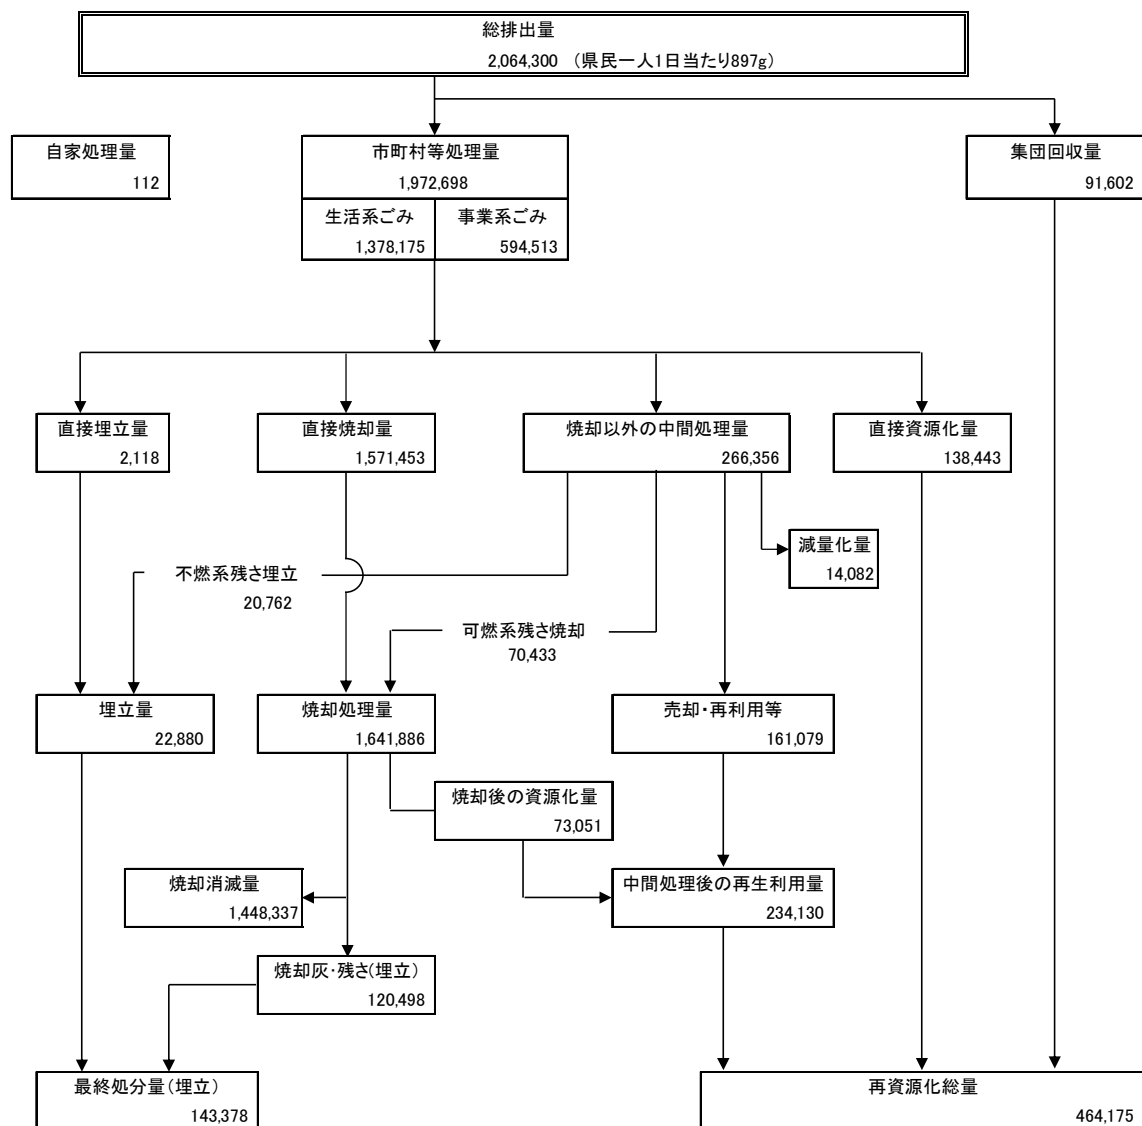 総排出量
2,064,300 （県民一人1日当たり897g）
自家処理量
112
市町村等処理量
1,972,698
集団回収量
91,602
生活系ごみ
1,378,175
事業系ごみ
594,513
直接埋立量
2,118
直接焼却量
1,571,453
焼却以外の中間処理量
266,356
直接資源化量
138,443
減量化量
14,082
不燃系残さ埋立
20,762
可燃系残さ焼却
70,433
埋立量
22,880
焼却処理量
1,641,886
売却・再利用等
161,079
焼却後の資源化量
73,051
焼却消滅量
1,448,337
中間処理後の再生利用量
234,130
焼却灰・残さ（埋立）
120,498
最終処分量（埋立）
143,378
再資源化総量
464,175